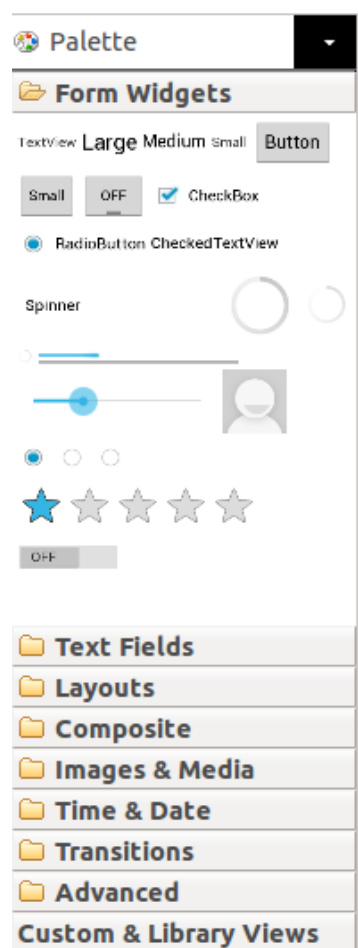 Palette
Form Widgets
TextView Large Medium Small Button
Small OFF CheckBox
RadioButton CheckedTextView
Spinner
OFF
Text Fields
Layouts
Composite
Images & Media
Time & Date
Transitions
Advanced
Custom & Library Views